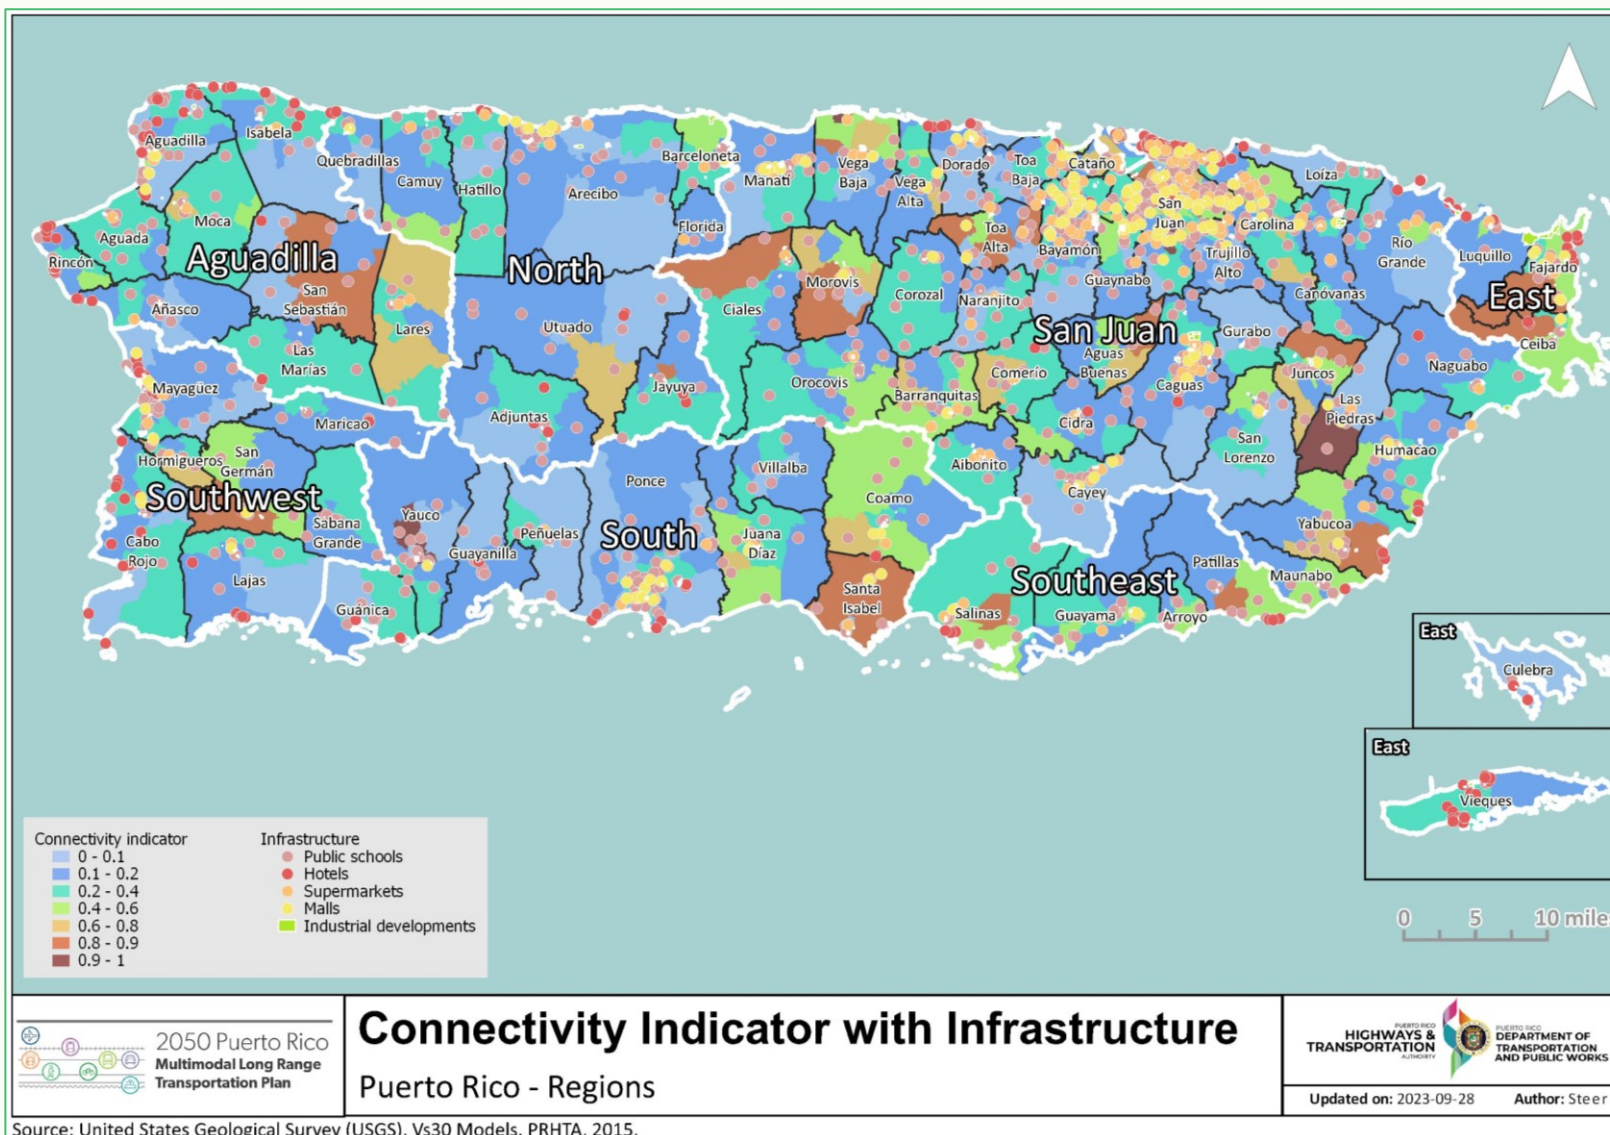 Aguadilla
Isabela
Quebradillas
Camuy
Hatillo
Arecibo
Barceloneta
Florida
Manatí
Vega
Baja
Vega
Alta
Dorado
Toa
Baja
Cataño
San
Juan
Carolina
Loíza
Moca
Aguada
Rincón
Aguadilla
San
Sebastián
Añasco
Las
Marías
Lares
North
Utuado
Ciales
Morovis
Corozal
Naranjito
Toa
Alta
Bayamón
Guaynabo
Trujillo
Alto
Canóvanas
Río
Grande
Luquillo
Fajardo
East
Ceiba
San Juan
Gurabo
Aguas
Buenas
Caguas
Juncos
Las
Piedras
Naguabo
Mayagüez
Maricao
Adjuntas
Jayuya
Orocovis
Barranquitas
Comerío
Cidra
San
Lorenzo
Humacao
Hormigueros
San
Germán
Southwest
Sabana
Grande
Yauco
Guayanilla
Peñuelas
Ponce
South
Villalba
Juana
Díaz
Coamo
Aibonito
Cayey
Yabucoa
Cabo
Rojo
Lajas
Guánica
Santa
Isabel
Southeast
Salinas
Guayama
Arroyo
Patillas
Maunabo
East
Culebra
East
Vieques
Connectivity indicator
0 - 0.1
0.1 - 0.2
0.2 - 0.4
0.4 - 0.6
0.6 - 0.8
0.8 - 0.9
0.9 - 1
Infrastructure
Public schools
Hotels
Supermarkets
Malls
Industrial developments
0 5 10 mile
2050 Puerto Rico
Multimodal Long Range
Transportation Plan
Connectivity Indicator with Infrastructure
Puerto Rico - Regions
PUERTO RICO
HIGHWAYS &
TRANSPORTATION
AUTHORITY
PUERTO RICO
DEPARTMENT OF
TRANSPORTATION
AND PUBLIC WORKS
Updated on: 2023-09-28 Author: Steer
Source: United States Geological Survey (USGS), Vs30 Models, PRHTA, 2015.